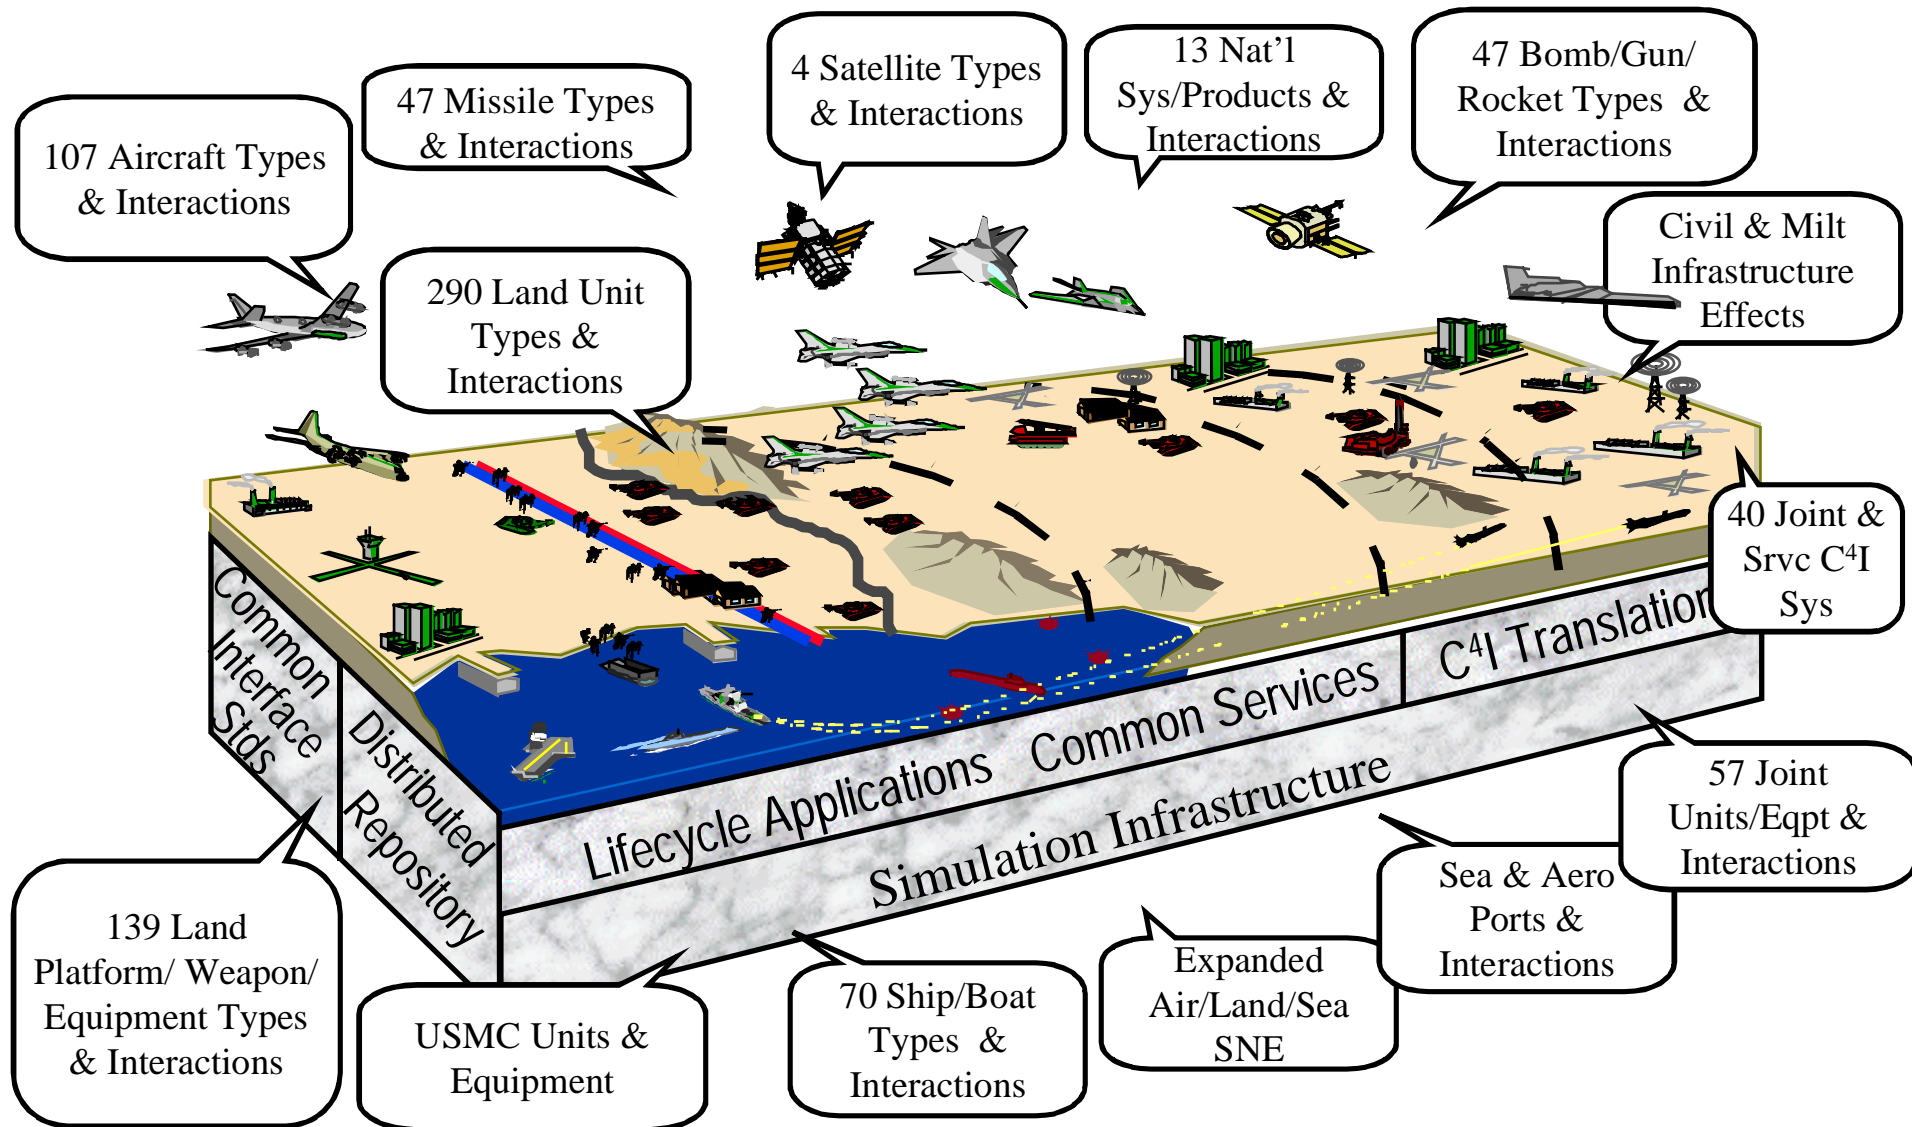 107 Aircraft Types
& Interactions
47 Missile Types
& Interactions
4 Satellite Types
& Interactions
13 Nat’l
Sys/Products &
Interactions
47 Bomb/Gun/
Rocket Types &
Interactions
290 Land Unit
Types &
Interactions
Civil & Milt
Infrastructure
Effects
40 Joint &
Srvc C⁴I
Sys
Common
Interface
Stds
Distributed
Repository
Lifecycle Applications
Common Services
C⁴I Translation
Simulation Infrastructure
57 Joint
Units/Eqpt &
Interactions
Sea & Aero
Ports &
Interactions
Expanded
Air/Land/Sea
SNE
70 Ship/Boat
Types &
Interactions
USMC Units &
Equipment
139 Land
Platform/ Weapon/
Equipment Types
& Interactions